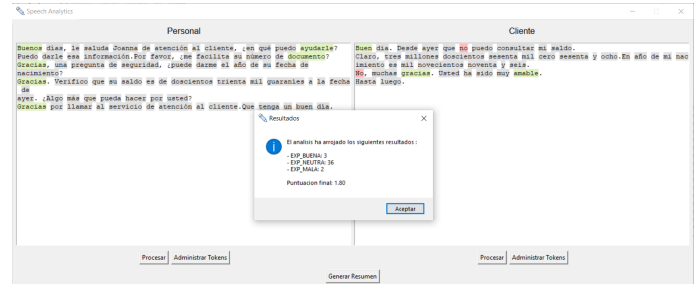 Speech Analytics
Personal
Cliente
Buenos días, le saluda Joanna de atención al cliente, ¿en qué puedo ayudarle?
Puedo darle esa información.Por favor, ¿me facilita su número de documento?
Gracias, una pregunta de seguridad, ¿puede darme el año de su fecha de
nacimiento?
Gracias. Verifico que su saldo es de doscientos treinta mil guaraníes a la fecha
de
ayer. ¿Algo más que pueda hacer por usted?
Gracias por llamar al servicio de atención al cliente.Que tenga un buen día.
Buen día. Desde ayer que no puedo consultar mi saldo.
Claro, tres millones doscientos sesenta mil cero sesenta y ocho.En año de mi nac
imiento es mil novecientos noventa y seis.
No, muchas gracias. Usted ha sido muy amable.
Hasta luego.
Resultados
El analisis ha arrojado los siguientes resultados :
- EXP_BUENA: 3
- EXP_NEUTRA: 36
- EXP_MALA: 2
Puntuacion final: 1.80
Aceptar
Procesar
Administrar Tokens
Procesar
Administrar Tokens
Generar Resumen